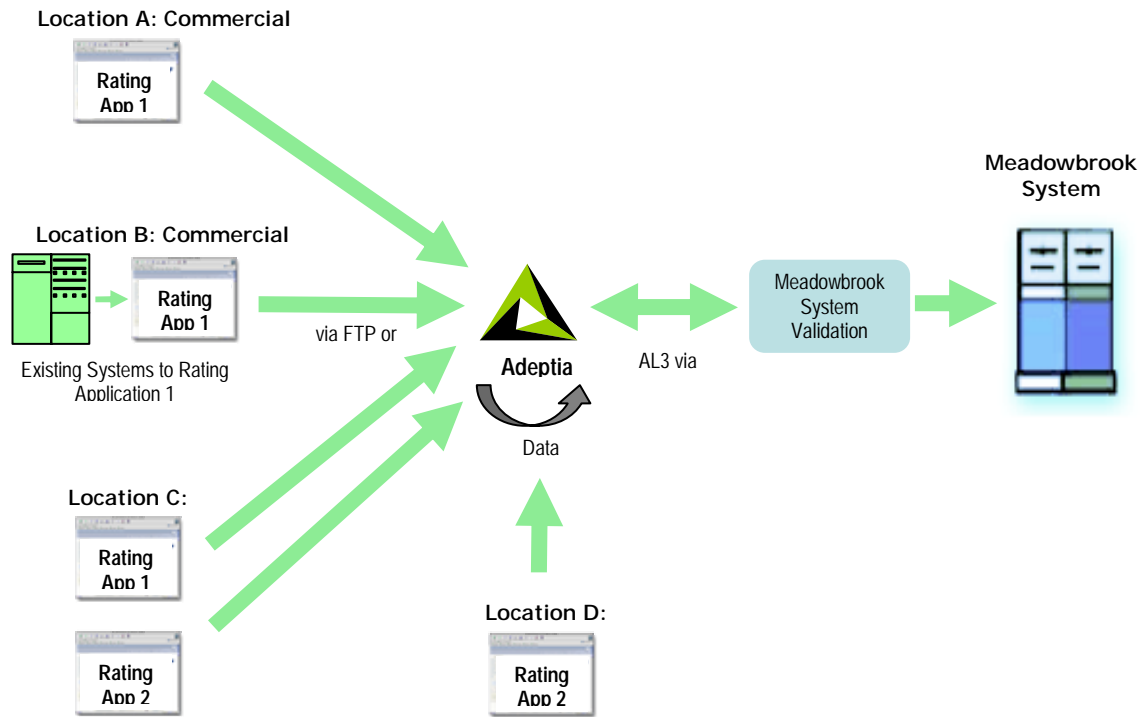 Location A: Commercial
Rating
App 1
Meadowbrook
System
Location B: Commercial
Rating
App 1
Existing Systems to Rating
Application 1
via FTP or
Adeptia
Data
AL3 via
Meadowbrook
System
Validation
Location C:
Rating
App 1
Rating
App 2
Location D:
Rating
App 2